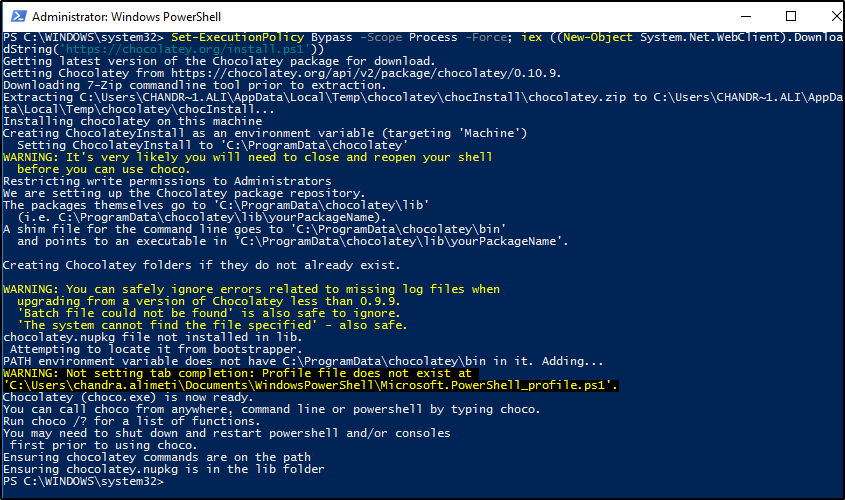 Administrator: Windows PowerShell
PS C:\WINDOWS\system32> Set-ExecutionPolicy Bypass -Scope Process -Force; iex ((New-Object System.Net.WebClient).Downloa
dString('https://chocolatey.org/install.ps1'))
Getting latest version of the Chocolatey package for download.
Getting Chocolatey from https://chocolatey.org/api/v2/package/chocolatey/0.10.9.
Downloading 7-Zip commandline tool prior to extraction.
Extracting C:\Users\CHANDR~1.ALI\AppData\Local\Temp\chocolatey\chocInstall\chocolatey.zip to C:\Users\CHANDR~1.ALI\AppDa
ta\Local\Temp\chocolatey\chocInstall...
Installing chocolatey on this machine
Creating ChocolateyInstall as an environment variable (targeting 'Machine')
  Setting ChocolateyInstall to 'C:\ProgramData\chocolatey'
WARNING: It's very likely you will need to close and reopen your shell
  before you can use choco.
Restricting write permissions to Administrators
We are setting up the Chocolatey package repository.
The packages themselves go to 'C:\ProgramData\chocolatey\lib'
  (i.e. C:\ProgramData\chocolatey\lib\yourPackageName).
A shim file for the command line goes to 'C:\ProgramData\chocolatey\bin'
  and points to an executable in 'C:\ProgramData\chocolatey\lib\yourPackageName'.
Creating Chocolatey folders if they do not already exist.
WARNING: You can safely ignore errors related to missing log files when
  upgrading from a version of Chocolatey less than 0.9.9.
  'Batch file could not be found' is also safe to ignore.
  'The system cannot find the file specified' - also safe.
chocolatey.nupkg file not installed in lib.
 Attempting to locate it from bootstrapper.
PATH environment variable does not have C:\ProgramData\chocolatey\bin in it. Adding...
WARNING: Not setting tab completion: Profile file does not exist at
'C:\Users\chandra.alimeti\Documents\WindowsPowerShell\Microsoft.PowerShell_profile.ps1'.
Chocolatey (choco.exe) is now ready.
You can call choco from anywhere, command line or powershell by typing choco.
Run choco /? for a list of functions.
You may need to shut down and restart powershell and/or consoles
 first prior to using choco.
Ensuring chocolatey commands are on the path
Ensuring chocolatey.nupkg is in the lib folder
PS C:\WINDOWS\system32>